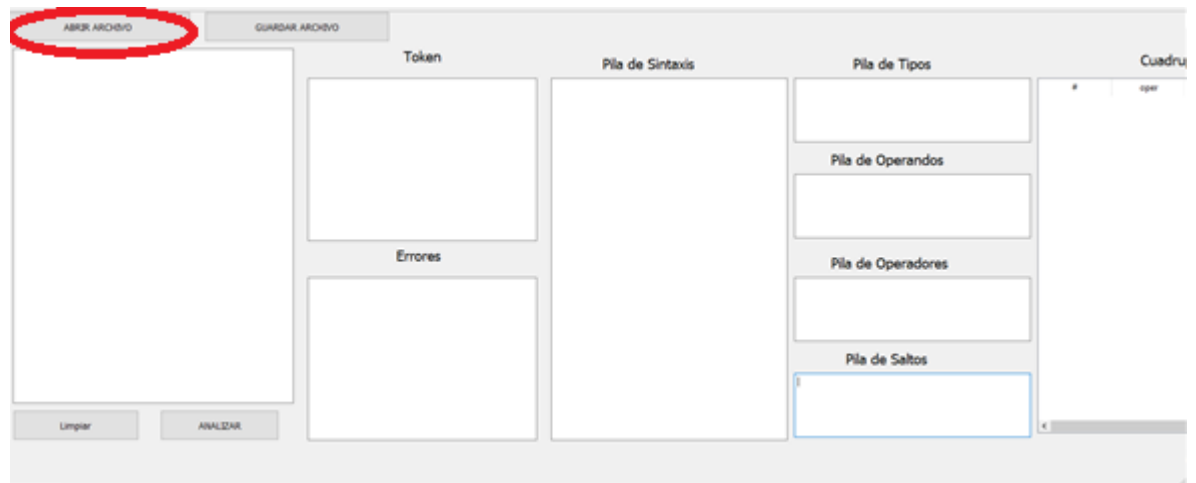 ABRIR ARCHIVO
GUARDAR ARCHIVO
Token
Pila de Sintaxis
Pila de Tipos
Cuadru
#
oper
Pila de Operandos
Errores
Pila de Operadores
Pila de Saltos
Limpiar
ANALIZAR